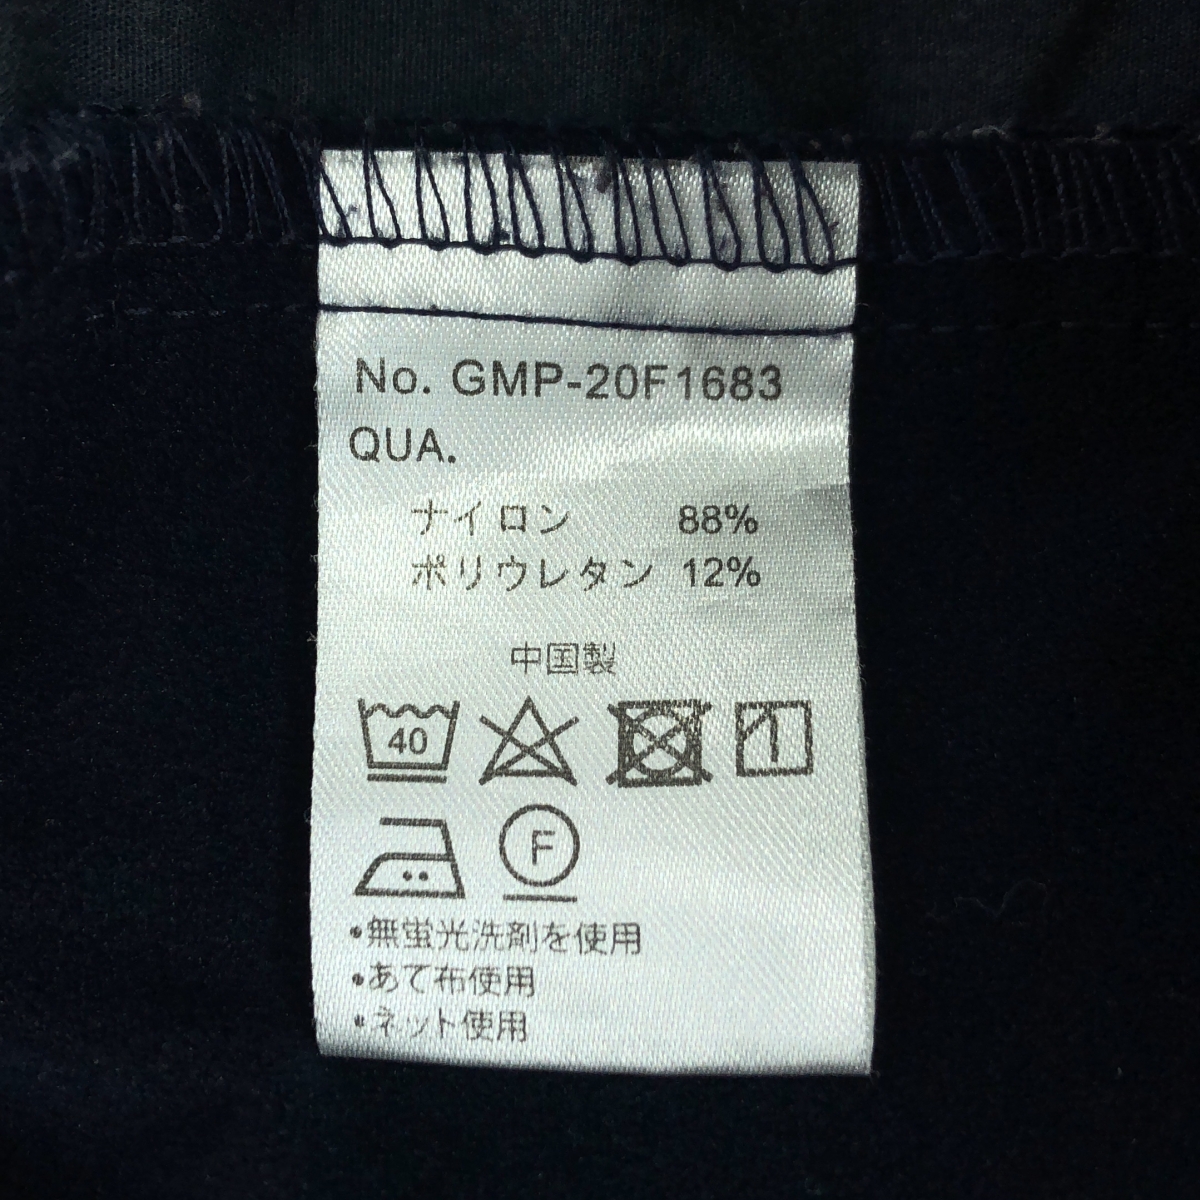 No. GMP-20F1683
QUA.
ナイロン 88%
ポリウレタン 12%
中国製
40
F
•無蛍光洗剤を使用
•あて布使用
•ネット使用